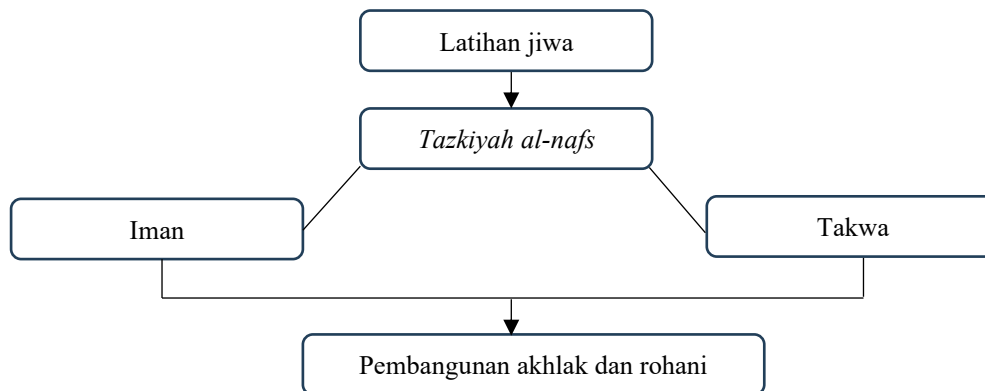 Latihan jiwa
Tazkiyah al-nafs
Iman
Takwa
Pembangunan akhlak dan rohani